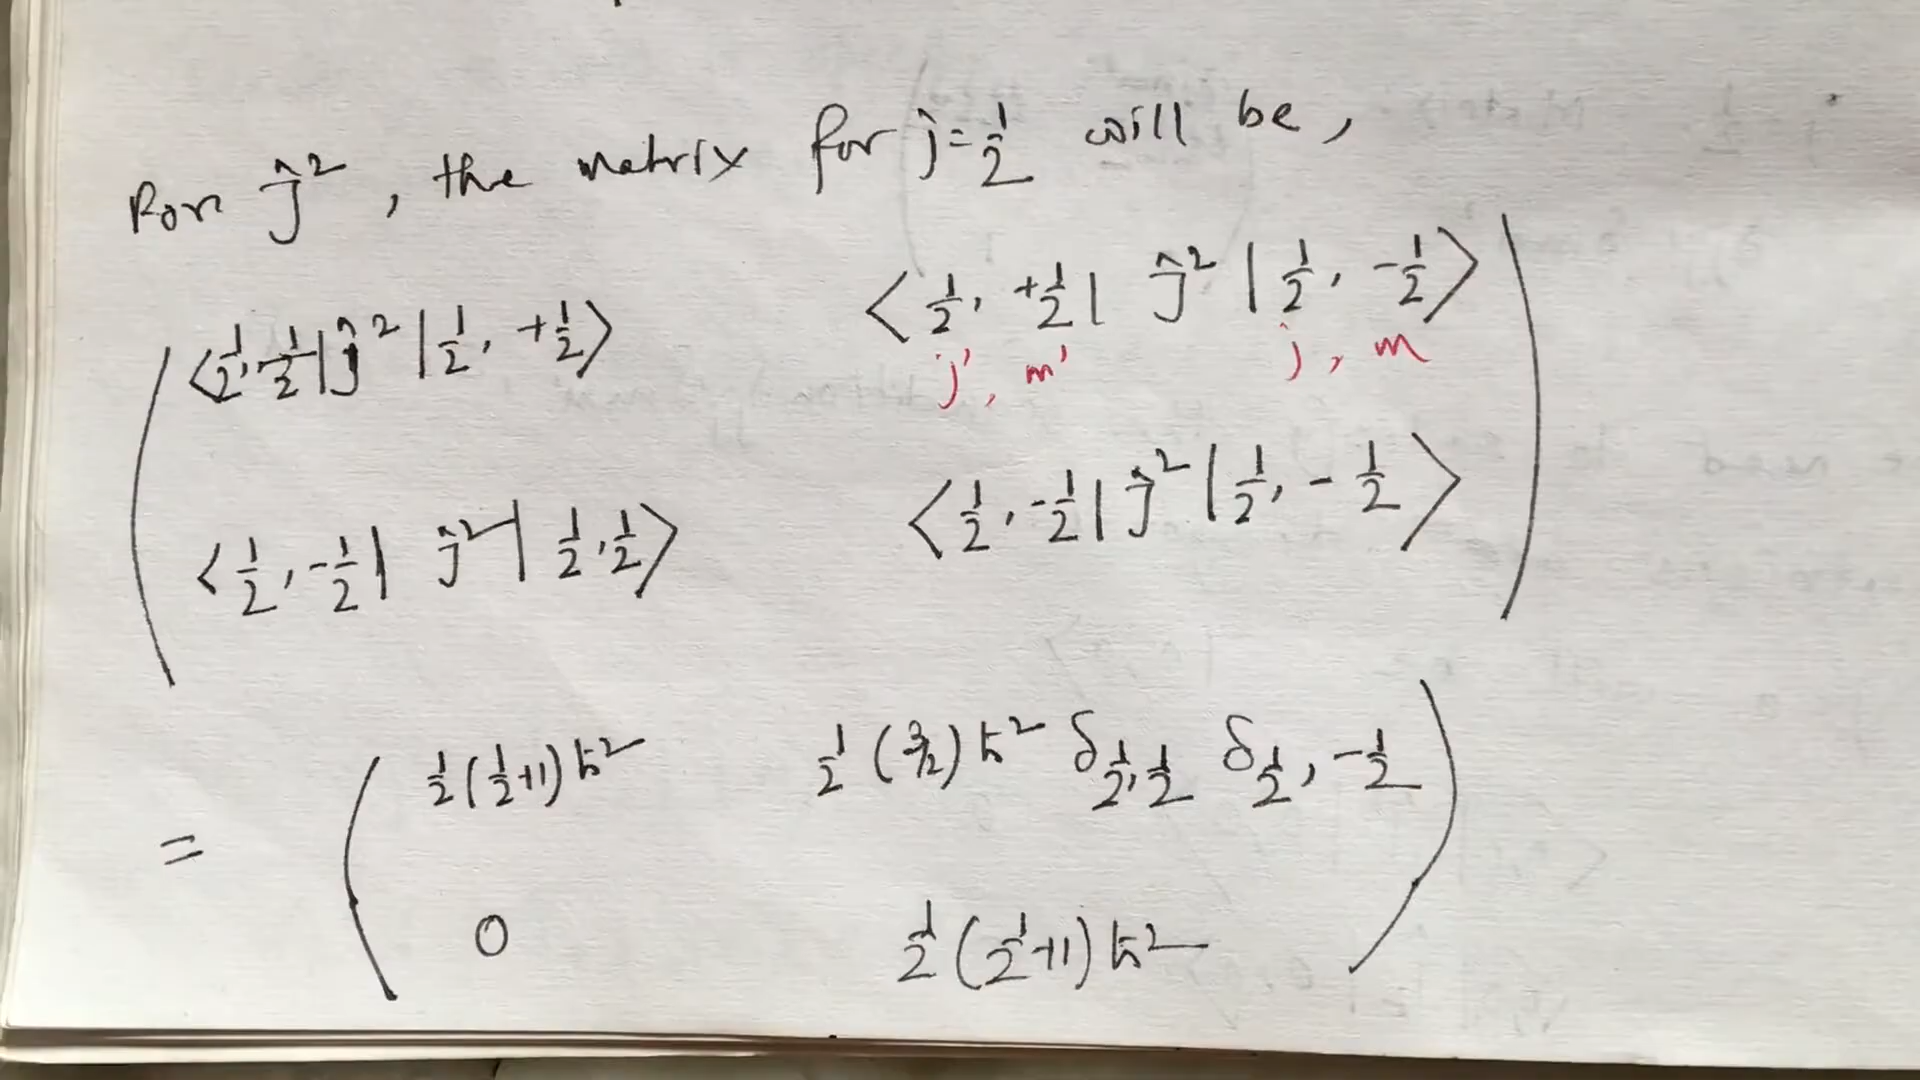 For ĵ², the matrix for j=1/2 will be,
⟨1/2, 1/2| ĵ² |1/2, +1/2⟩ ⟨1/2, +1/2| ĵ² |1/2, -1/2⟩
j', m' j, m
⟨1/2, -1/2| ĵ² |1/2, 1/2⟩ ⟨1/2, -1/2| ĵ² |1/2, -1/2⟩
1/2(1/2+1)ħ² 1/2(3/2)ħ² δ1/2,1/2 δ1/2,-1/2
=
0 1/2(1/2+1)ħ²